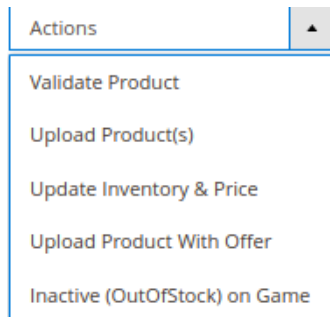 Actions
Validate Product
Upload Product(s)
Update Inventory & Price
Upload Product With Offer
Inactive (OutOfStock) on Game